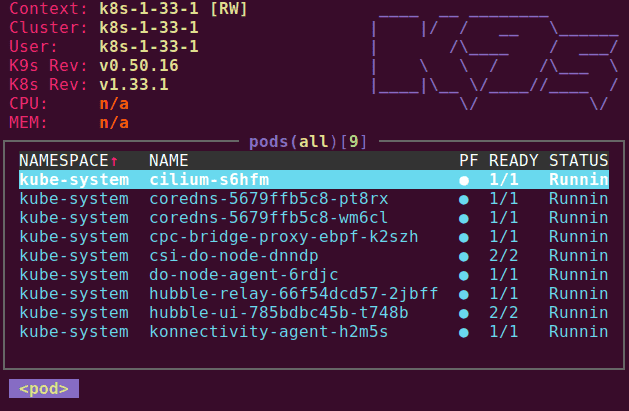 Context: k8s-1-33-1 [RW]
Cluster: k8s-1-33-1
User: k8s-1-33-1
K9s Rev: v0.50.16
K8s Rev: v1.33.1
CPU: n/a
MEM: n/a
pods(all)[9]
NAMESPACE↑ NAME PF READY STATUS
kube-system cilium-s6hfm ● 1/1 Runnin
kube-system coredns-5679ffb5c8-pt8rx ● 1/1 Runnin
kube-system coredns-5679ffb5c8-wm6cl ● 1/1 Runnin
kube-system cpc-bridge-proxy-ebpf-k2szh ● 1/1 Runnin
kube-system csi-do-node-dnndp ● 2/2 Runnin
kube-system do-node-agent-6rdjc ● 1/1 Runnin
kube-system hubble-relay-66f54dcd57-2jbff ● 1/1 Runnin
kube-system hubble-ui-785bdbc45b-t748b ● 2/2 Runnin
kube-system konnectivity-agent-h2m5s ● 1/1 Runnin
<pod>